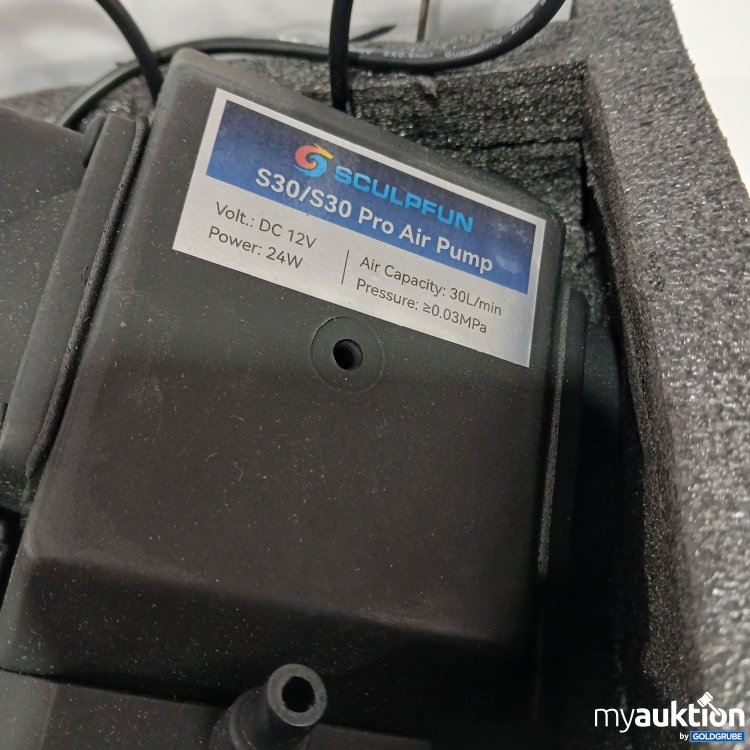 SCULPFUN
S30/S30 Pro Air Pump
Volt.: DC 12V
Power: 24W
Air Capacity: 30L/min
Pressure: ≥0.03MPa
myauktion
by GOLDGRUBE